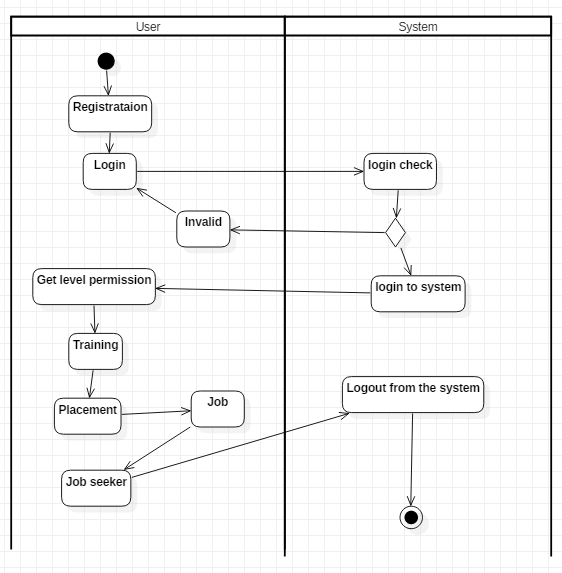 User
System
Registrataion
Login
login check
Invalid
Get level permission
login to system
Training
Logout from the system
Placement
Job
Job seeker